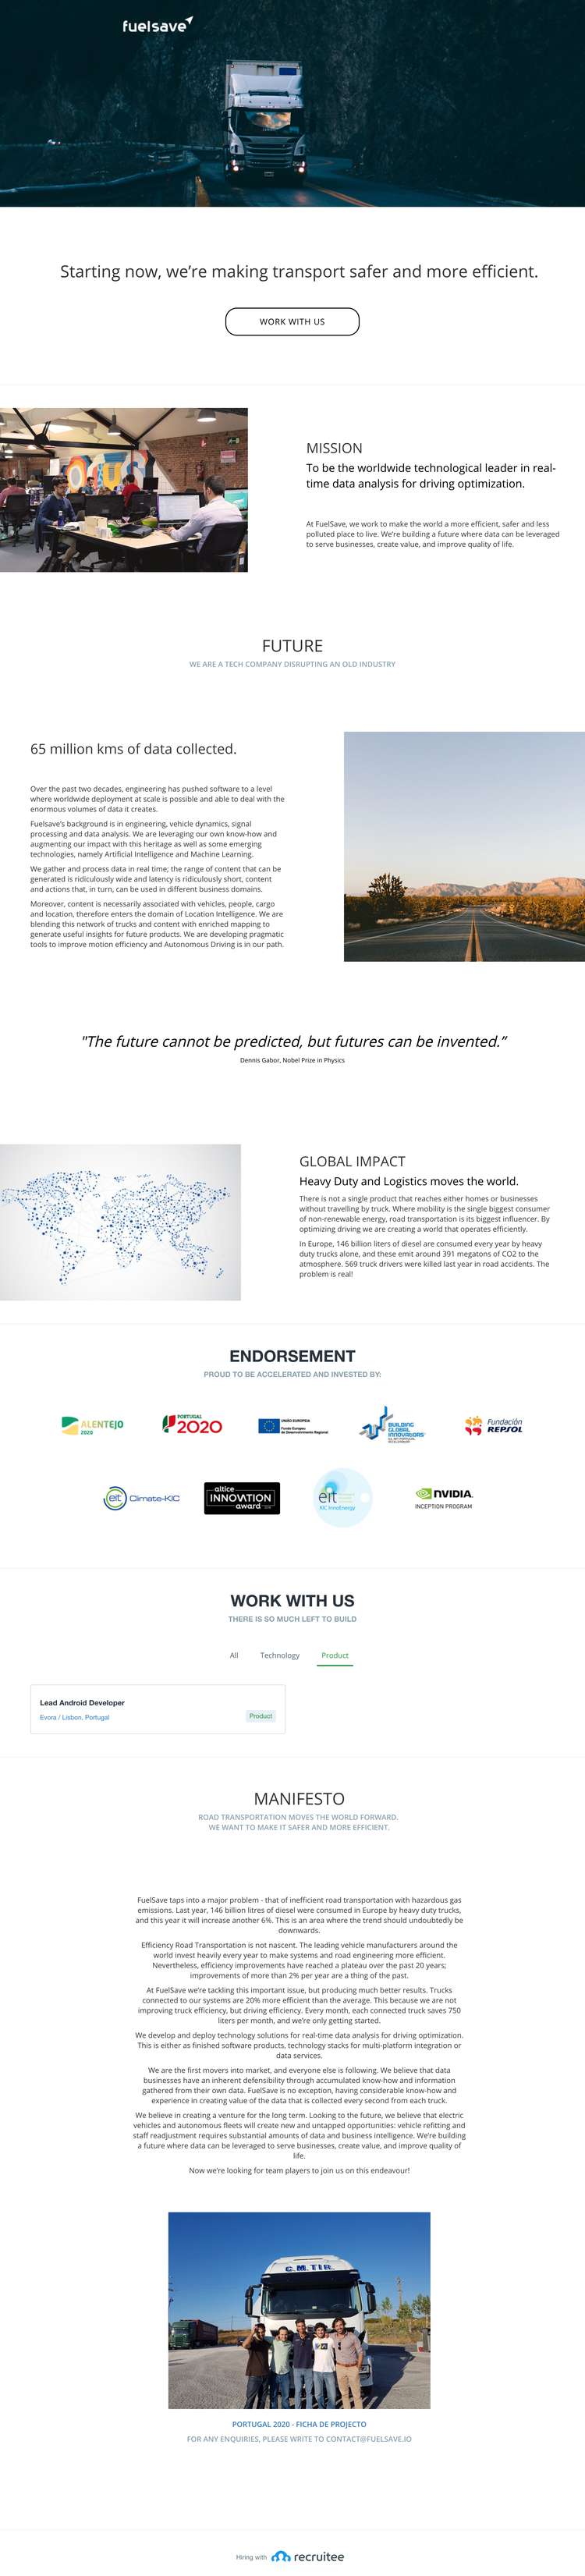 fuelsave
Starting now, we're making transport safer and more efficient.
WORK WITH US
MISSION
To be the worldwide technological leader in real-
time data analysis for driving optimization.
At FuelSave, we work to make the world a more efficient, safer and less
polluted place to live. We're building a future where data can be leveraged
to serve businesses, create value, and improve quality of life.
FUTURE
WE ARE A TECH COMPANY DISRUPTING AN OLD INDUSTRY
65 million kms of data collected.
Over the past two decades, engineering has pushed software to a level
where worldwide deployment at scale is possible and able to deal with the
enormous volumes of data it creates.
Fuelsave's background is in engineering, vehicle dynamics, signal
processing and data analysis. We are leveraging our own know-how and
augmenting our impact with this heritage as well as some emerging
technologies, namely Artificial Intelligence and Machine Learning.
We gather and process data in real time; the range of content that can be
generated is ridiculously wide and latency is ridiculously short, content
and actions that, in turn, can be used in different business domains.
Moreover, content is necessarily associated with vehicles, people, cargo
and location, therefore enters the domain of Location Intelligence. We are
blending this network of trucks and content with enriched mapping to
generate useful insights for future products. We are developing pragmatic
tools to improve motion efficiency and Autonomous Driving is in our path.
"The future cannot be predicted, but futures can be invented.”
Dennis Gabor, Nobel Prize in Physics
GLOBAL IMPACT
Heavy Duty and Logistics moves the world.
There is not a single product that reaches either homes or businesses
without travelling by truck. Where mobility is the single biggest consumer
of non-renewable energy, road transportation is its biggest influencer. By
optimizing driving we are creating a world that operates efficiently.
In Europe, 146 billion liters of diesel are consumed every year by heavy
duty trucks alone, and these emit around 391 megatons of CO2 to the
atmosphere. 569 truck drivers were killed last year in road accidents. The
problem is real!
ENDORSEMENT
PROUD TO BE ACCELERATED AND INVESTED BY:
ALENTEJO
2020
PORTUGAL
2020
UNIÃO EUROPEIA
Fundo Europeu
de Desenvolvimento Regional
BUILDING
GLOBAL
INNOVATORS
Fundación
REPSOL
eit Climate-KIC
altice
INNOVATION
award
eit
KIC InnoEnergy
NVIDIA.
INCEPTION PROGRAM
WORK WITH US
THERE IS SO MUCH LEFT TO BUILD
All Technology Product
Lead Android Developer
Evora / Lisbon, Portugal
Product
MANIFESTO
ROAD TRANSPORTATION MOVES THE WORLD FORWARD.
WE WANT TO MAKE IT SAFER AND MORE EFFICIENT.
FuelSave taps into a major problem - that of inefficient road transportation with hazardous gas
emissions. Last year, 146 billion litres of diesel were consumed in Europe by heavy duty trucks,
and this year it will increase another 6%. This is an area where the trend should undoubtedly be
downwards.
Efficiency Road Transportation is not nascent. The leading vehicle manufacturers around the
world invest heavily every year to make systems and road engineering more efficient.
Nevertheless, efficiency improvements have reached a plateau over the past 20 years;
improvements of more than 2% per year are a thing of the past.
At FuelSave we're tackling this important issue, but producing much better results. Trucks
connected to our systems are 20% more efficient than the average. This because we are not
improving truck efficiency, but driving efficiency. Every month, each connected truck saves 750
liters per month, and we're only getting started.
We develop and deploy technology solutions for real-time data analysis for driving optimization.
This is either as finished software products, technology stacks for multi-platform integration or
data services.
We are the first movers into market, and everyone else is following. We believe that data
businesses have an inherent defensibility through accumulated know-how and information
gathered from their own data. FuelSave is no exception, having considerable know-how and
experience in creating value of the data that is collected every second from each truck.
We believe in creating a venture for the long term. Looking to the future, we believe that electric
vehicles and autonomous fleets will create new and untapped opportunities: vehicle refitting and
staff readjustment requires substantial amounts of data and business intelligence. We're building
a future where data can be leveraged to serve businesses, create value, and improve quality of
life.
Now we're looking for team players to join us on this endeavour!
C.M. TIR.
PORTUGAL 2020 - FICHA DE PROJECTO
FOR ANY ENQUIRIES, PLEASE WRITE TO CONTACT@FUELSAVE.IO
Hiring with recruitee